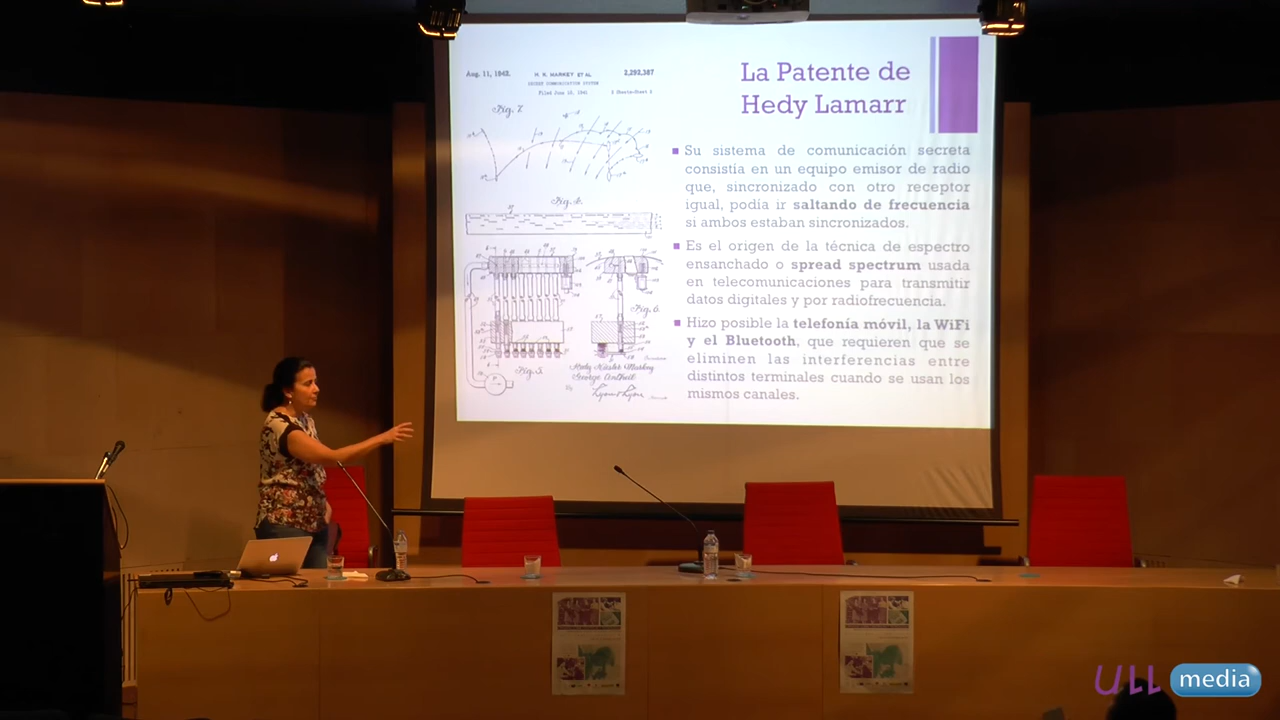 La Patente de
Hedy Lamarr
Aug. 11, 1942.
H. K. MARKEY ET AL
2,292,387
SECRET COMMUNICATION SYSTEM
Filed June 10, 1941
2 Sheets-Sheet 1
Fig. 7.
Su sistema de comunicación secreta
consistía en un equipo emisor de radio
que, sincronizado con otro receptor
igual, podía ir saltando de frecuencia
si ambos estaban sincronizados.
Es el origen de la técnica de espectro
ensanchado o spread spectrum usada
en telecomunicaciones para transmitir
datos digitales y por radiofrecuencia.
Hizo posible la telefonía móvil, la WiFi
y el Bluetooth, que requieren que se
eliminen las interferencias entre
distintos terminales cuando se usan los
mismos canales.
Fig. 6.
Fig. 5.
Hedy Kiesler Markey
George Antheil
Lyon & Lyon
ULL media